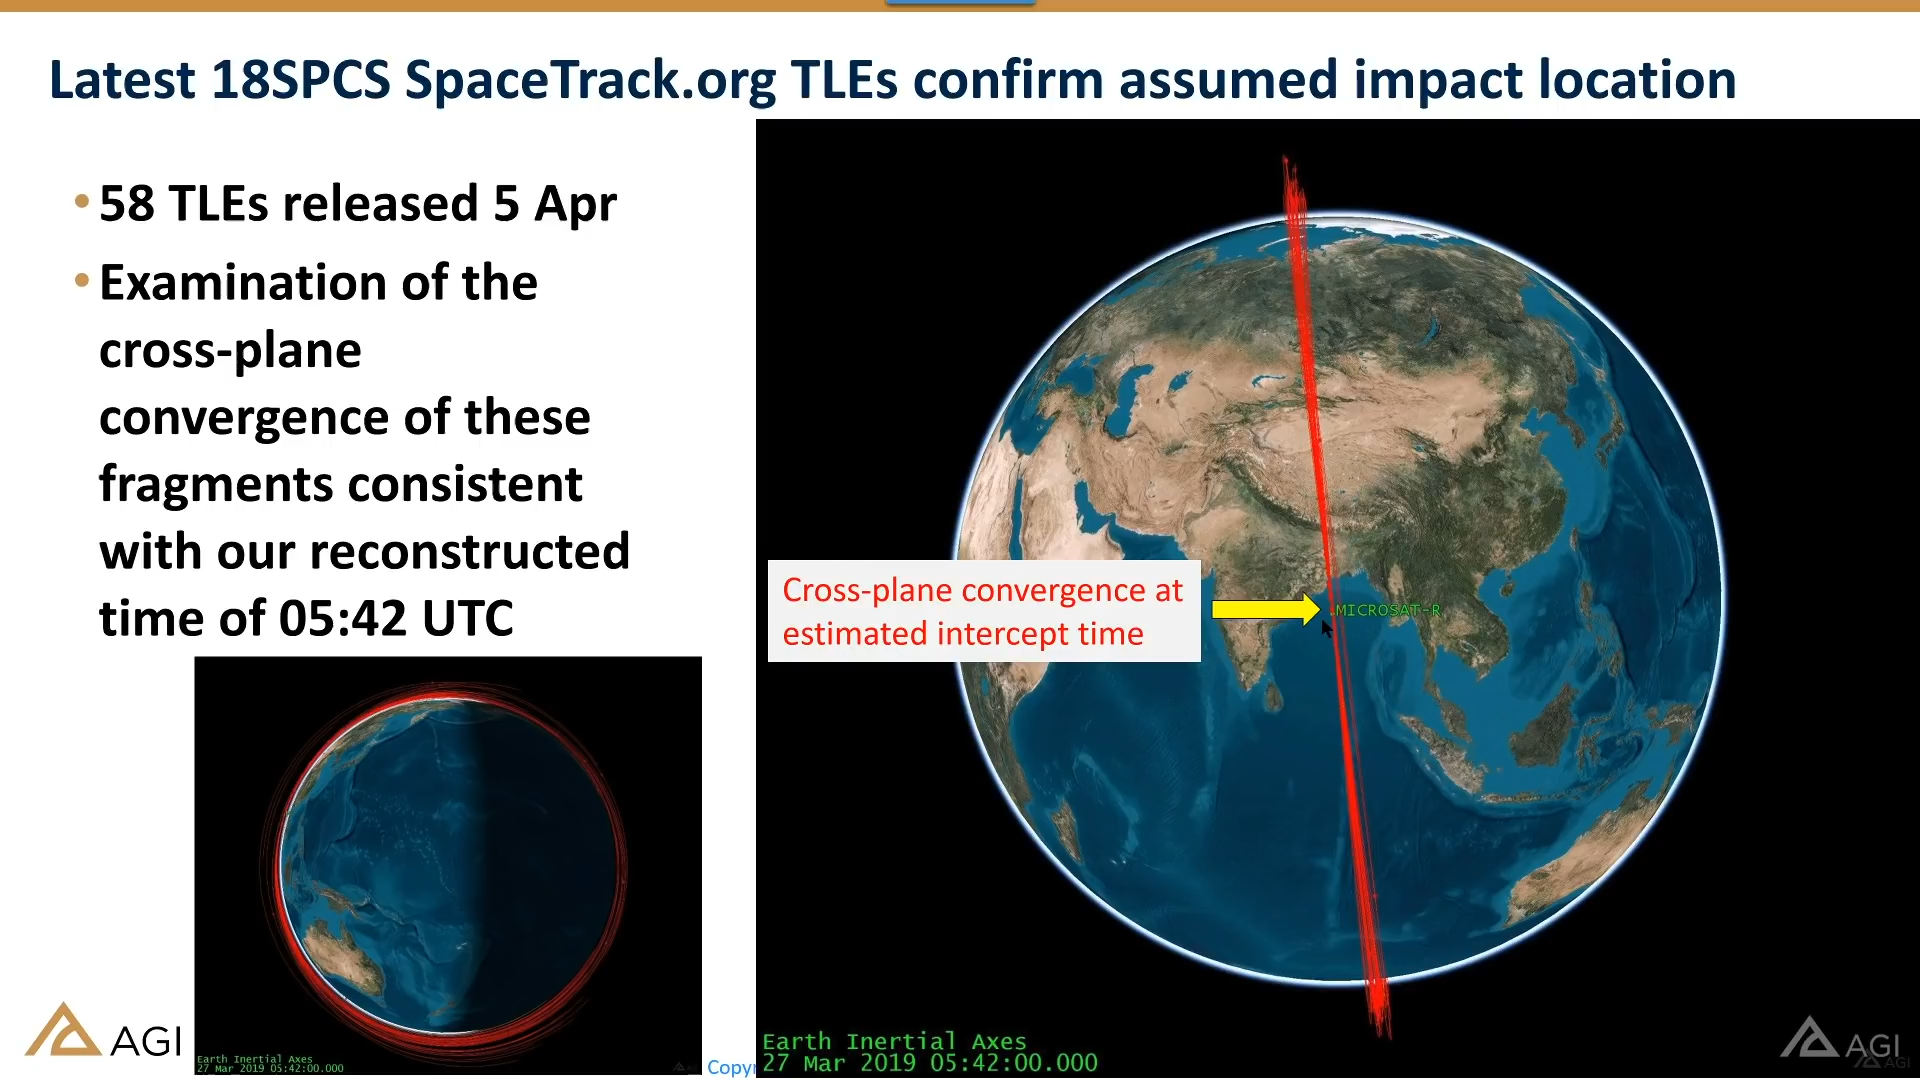 Latest 18SPCS SpaceTrack.org TLEs confirm assumed impact location
•58 TLEs released 5 Apr
•Examination of the
cross-plane
convergence of these
fragments consistent
with our reconstructed
time of 05:42 UTC
Cross-plane convergence at
estimated intercept time
MICROSAT-R
Earth Inertial Axes
27 Mar 2019 05:42:00.000
AGI
Earth Inertial Axes
27 Mar 2019 05:42:00.000
Copyr
AGI
AGI